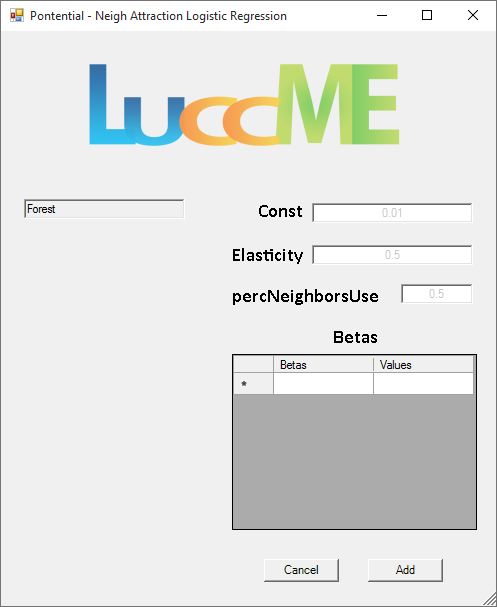 Pontential - Neigh Attraction Logistic Regression
LuccME
Forest
Const 0.01
Elasticity 0.5
percNeighborsUse 0.5
Betas
Betas Values
*
Cancel Add